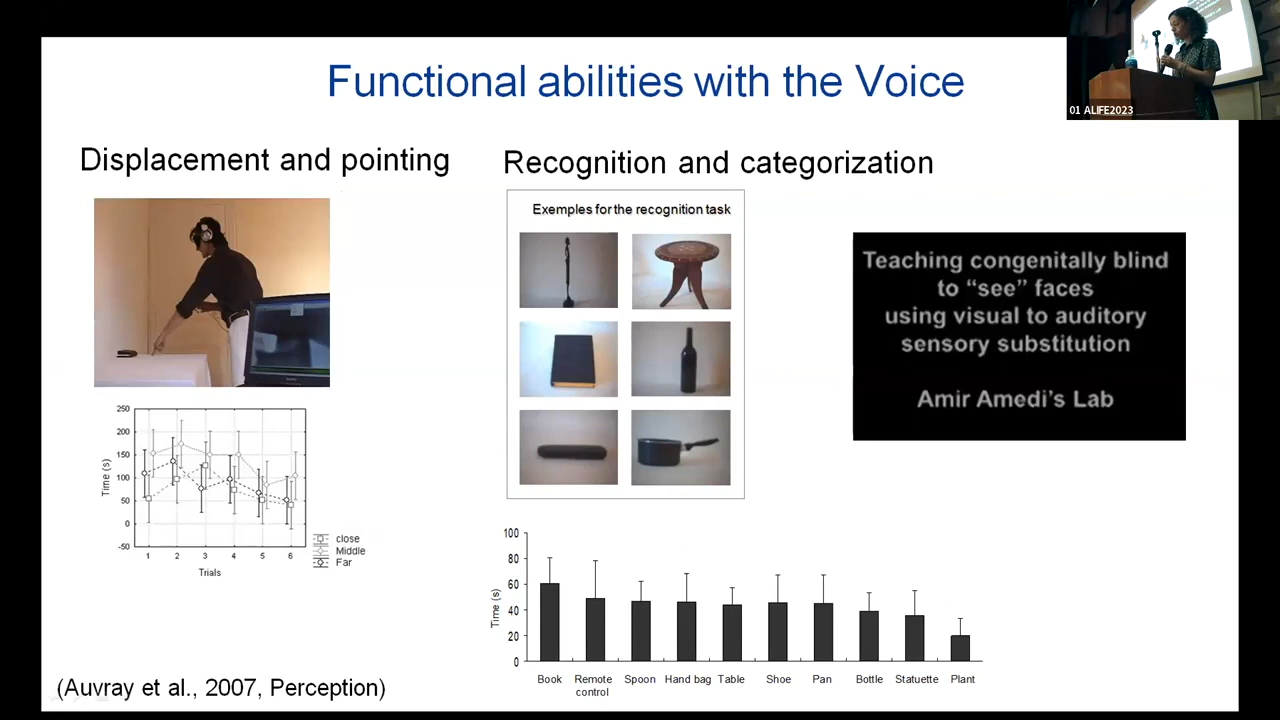 Functional abilities with the Voice
01 ALIFE2023
Displacement and pointing
250
200
150
100
50
0
-50
Time (s)
1 2 3 4 5 6
Trials
close
Middle
Far
Recognition and categorization
Exemples for the recognition task
Teaching congenitally blind
to “see” faces
using visual to auditory
sensory substitution
Amir Amedi’s Lab
100
80
60
40
20
0
Time (s)
Book Remote control Spoon Hand bag Table Shoe Pan Bottle Statuette Plant
(Auvray et al., 2007, Perception)